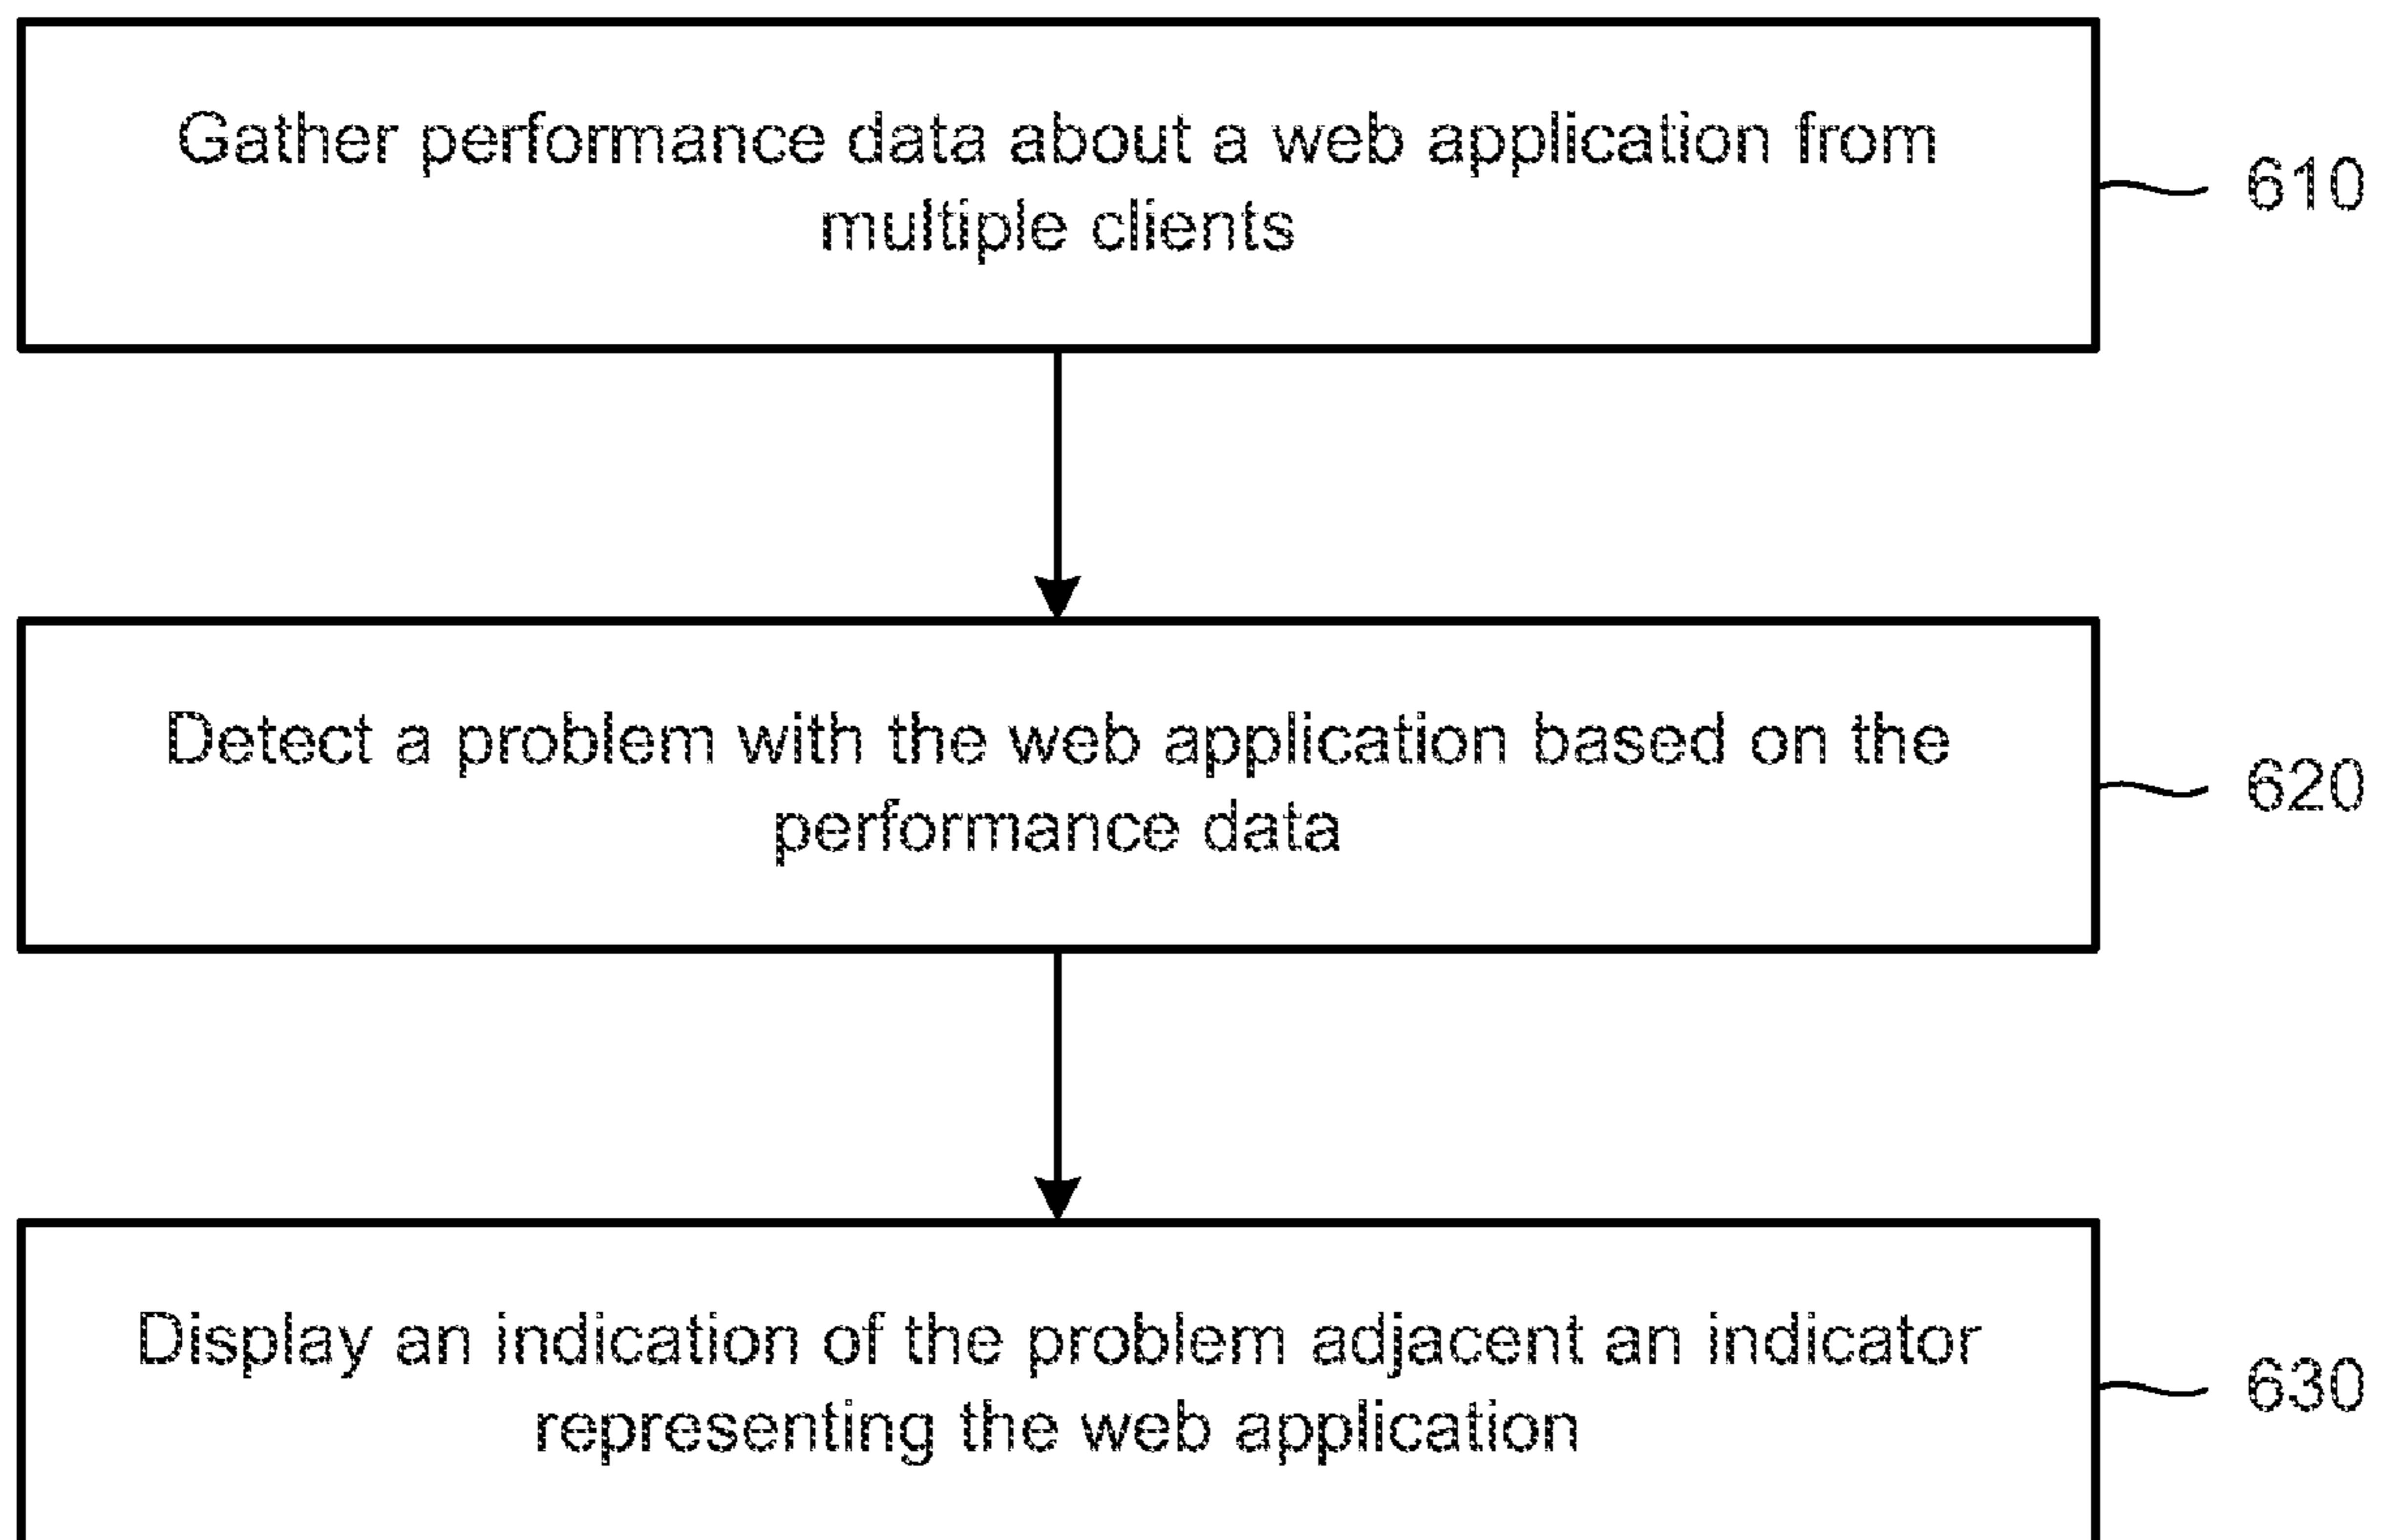 Gather performance data about a web application from
multiple clients
610
Detect a problem with the web application based on the
performance data
620
Display an indication of the problem adjacent an indicator
representing the web application
630